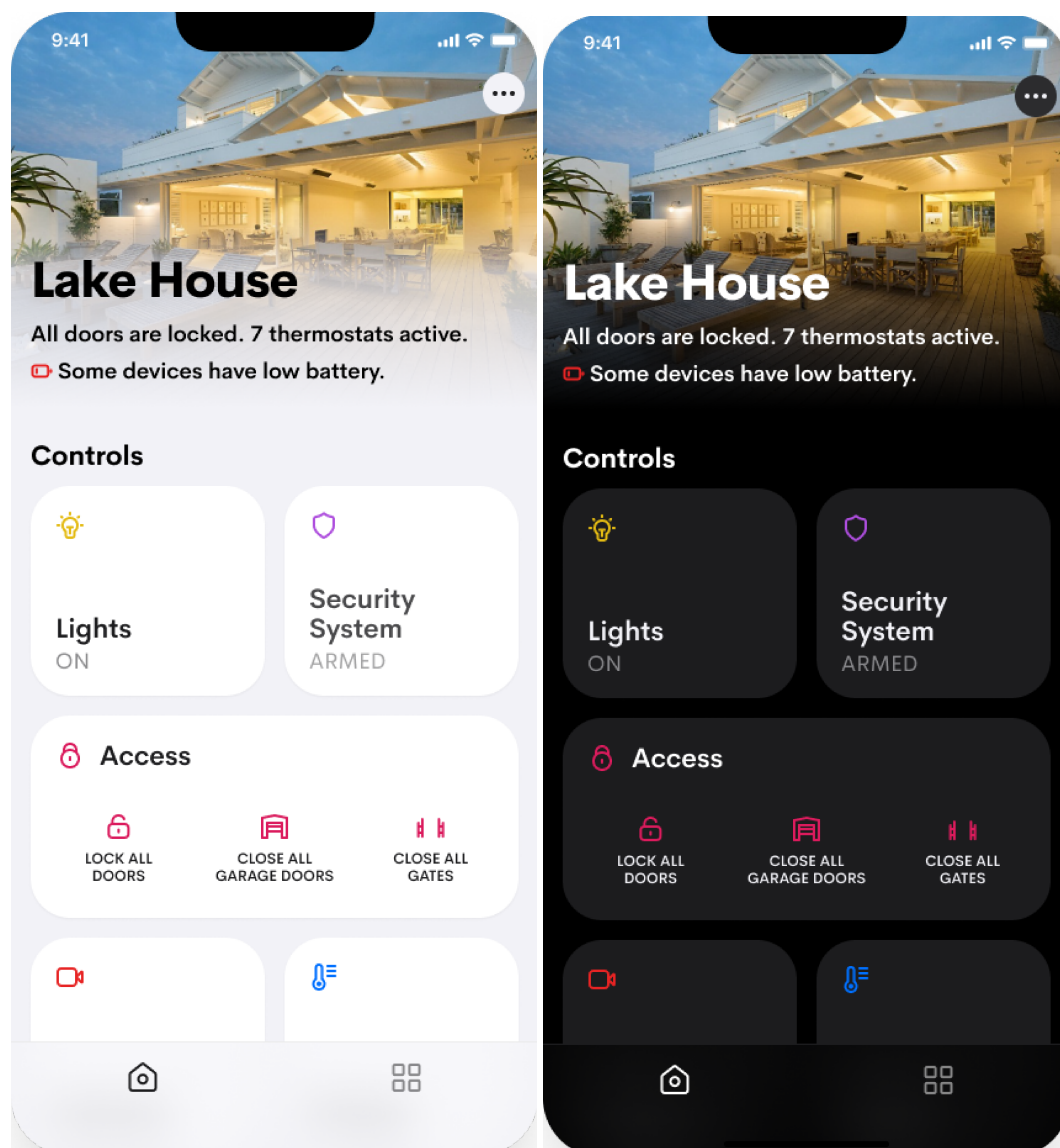 9:41
Lake House
All doors are locked. 7 thermostats active.
Some devices have low battery.
Controls
Lights
ON
Security
System
ARMED
Access
LOCK ALL
DOORS
CLOSE ALL
GARAGE DOORS
CLOSE ALL
GATES
9:41
Lake House
All doors are locked. 7 thermostats active.
Some devices have low battery.
Controls
Lights
ON
Security
System
ARMED
Access
LOCK ALL
DOORS
CLOSE ALL
GARAGE DOORS
CLOSE ALL
GATES